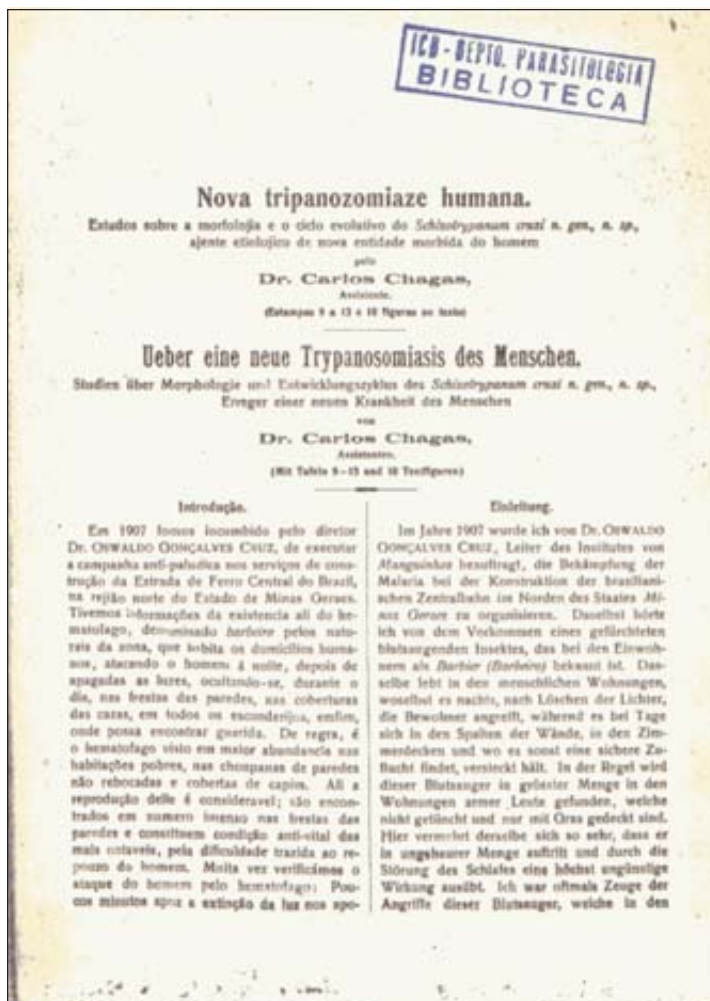 ICB - DEPTO. PARASITOLOGIA
BIBLIOTECA
Nova tripanozomiaze humana.
Estudos sobre a morfolojia e o ciclo evolutivo do Schizotrypanum cruzi n. gen., n. sp.,
ajente etiolojico de nova entidade morbida do homem
pelo
Dr. Carlos Chagas,
Assistente.
(Estampas 9 a 13 e 10 figuras no texto)
Ueber eine neue Trypanosomiasis des Menschen.
Studien über Morphologie und Entwicklungszyklus des Schizotrypanum cruzi n. gen., n. sp.,
Erreger einer neuen Krankheit des Menschen
von
Dr. Carlos Chagas,
Assistenten.
(Mit Tafeln 9-13 und 10 Textfiguren)
Introdução.
Em 1907 fomos incumbido pelo diretor
DR. OSWALDO GONÇALVES CRUZ, de executar
a campanha anti-paludica nos serviços de cons-
trução da Estrada de Ferro Central do Brazil,
na rejião norte do Estado de Minas Geraes.
Tivemos informações da existencia ali do he-
matofago, denominado barbeiro pelos natu-
rais da zona, que habita os domicilios huma-
nos, atacando o homem á noite, depois de
apagadas as luzes, ocultando-se, durante o
dia, nas frestas das paredes, nas coberturas
das cazas, em todos os esconderijos, emfim,
onde possa encontrar guarida. De regra, é
o hematofago visto em maior abundancia nas
habitações pobres, nas choupanas de paredes
não rebocadas e cobertas de capim. Ali a
reprodução delle é consideravel; são encon-
trados em numero imenso nas frestas das
paredes e constituem condição anti-vital das
mais notaveis, pela dificuldade trazida ao re-
pouzo do homem. Muita vez verificámos o
ataque do homem pelo hematofago: Pou-
cos minutos apoz a extinção da luz nos apo-
Einleitung.
Im Jahre 1907 wurde ich von DR. OSWALDO
GONÇALVES CRUZ, Leiter des Institutes von
Manguinhos beauftragt, die Bekämpfung der
Malaria bei der Konstruktion der brasiliani-
schen Zentralbahn im Norden des Staates Mi-
nas Geraes zu organisieren. Daselbst hörte
ich von dem Vorkommen eines gefürchteten
blutsaugenden Insektes, das bei den Einwoh-
nern als Barbier (Barbeiro) bekannt ist. Das-
selbe lebt in den menschlichen Wohnungen,
woselbst es nachts, nach Löschen der Lichter,
die Bewohner angreift, während es bei Tage
sich in den Spalten der Wände, in den Zim-
merdecken und wo es sonst eine sichere Zu-
flucht findet, versteckt hält. In der Regel wird
dieser Blutsauger in grösster Menge in den
Wohnungen armer Leute gefunden, welche
nicht getüncht und nur mit Gras gedeckt sind.
Hier vermehrt derselbe sich so sehr, dass er
in ungeheurer Menge auftritt und durch die
Störung des Schlafes eine höchst ungünstige
Wirkung ausübt. Ich war oftmals Zeuge der
Angriffe dieser Blutsauger, welche in den